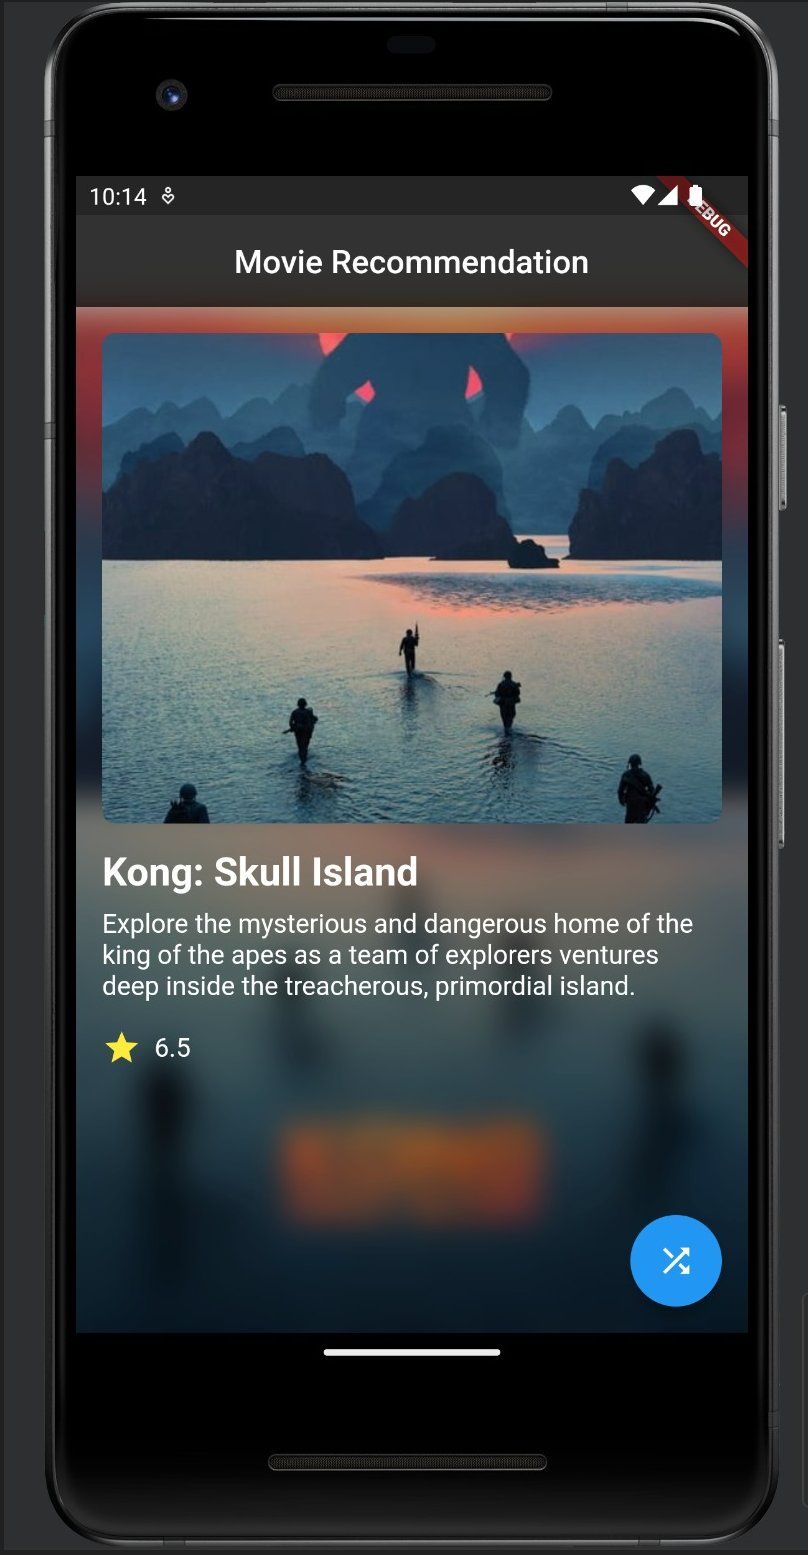 10:14
DEBUG
Movie Recommendation
Kong: Skull Island
Explore the mysterious and dangerous home of the
king of the apes as a team of explorers ventures
deep inside the treacherous, primordial island.
6.5